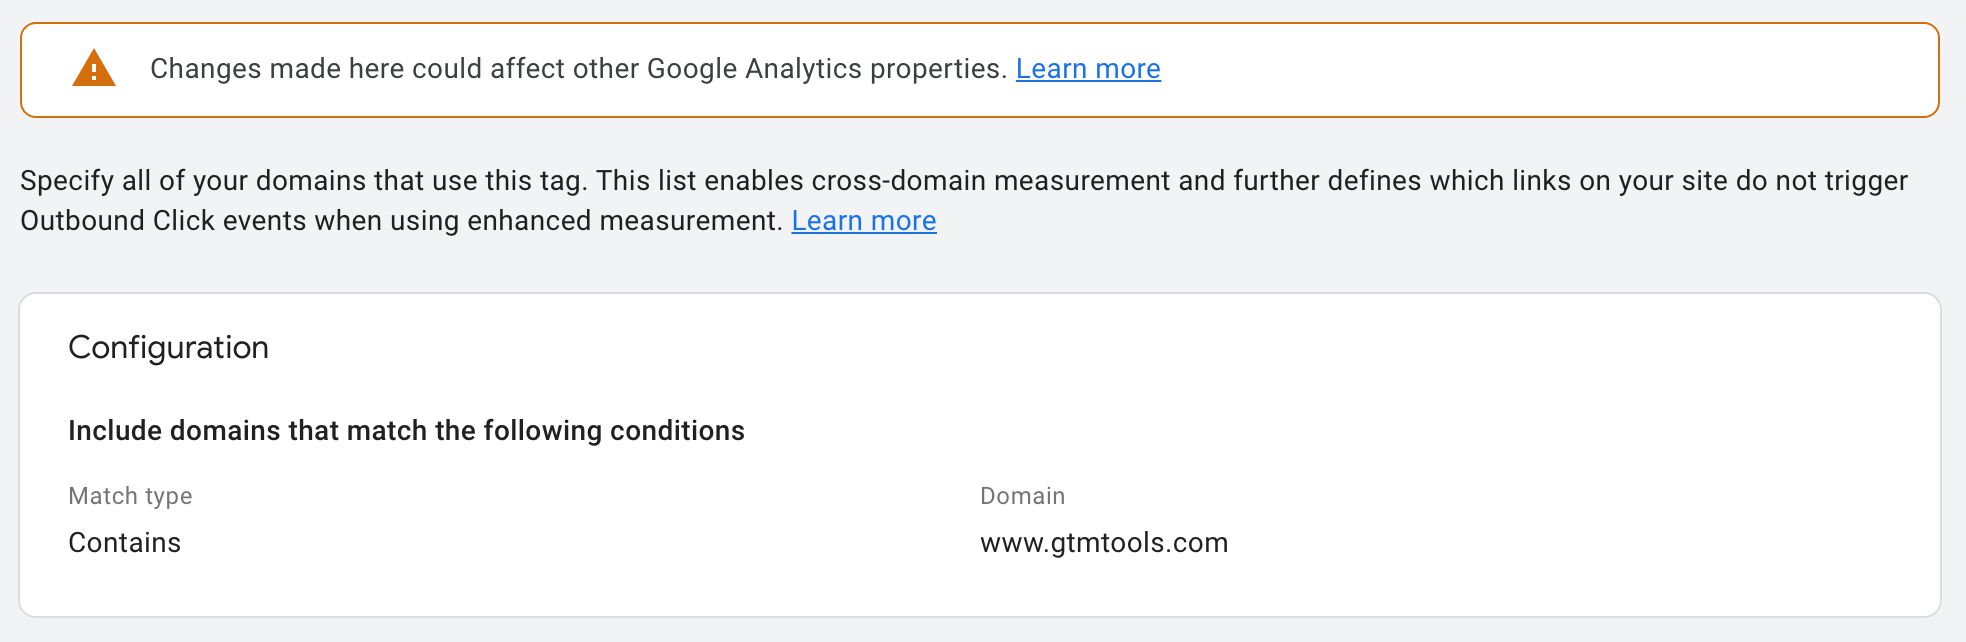 Changes made here could affect other Google Analytics properties. Learn more
Specify all of your domains that use this tag. This list enables cross-domain measurement and further defines which links on your site do not trigger
Outbound Click events when using enhanced measurement. Learn more
Configuration
Include domains that match the following conditions
Match type
Domain
Contains
www.gtmtools.com